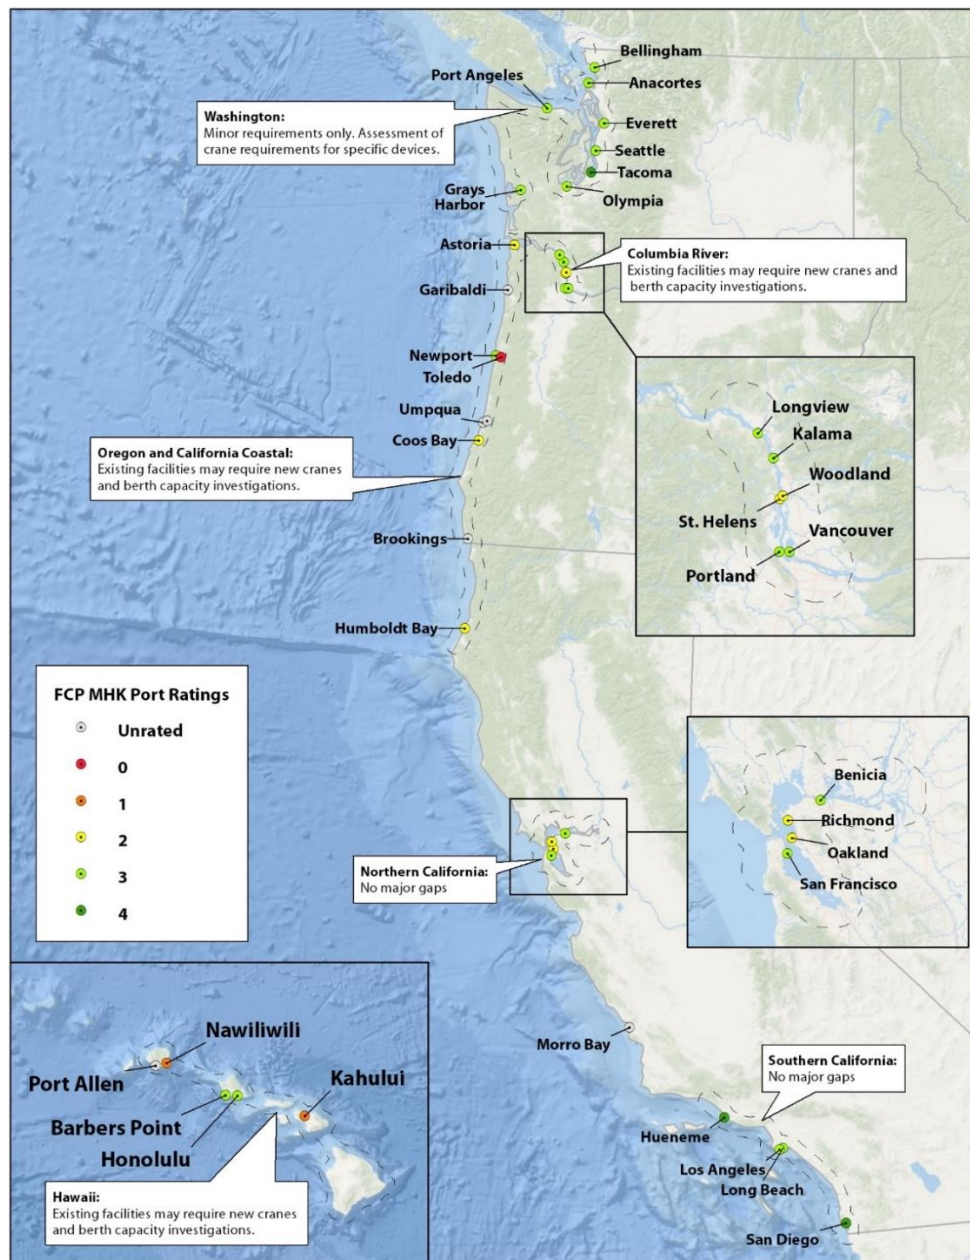 Bellingham
Port Angeles
Anacortes
Washington:
Minor requirements only. Assessment of
crane requirements for specific devices.
Everett
Seattle
Tacoma
Grays
Harbor
Olympia
Astoria
Columbia River:
Existing facilities may require new cranes and
berth capacity investigations.
Garibaldi
Newport
Toledo
Umpqua
Coos Bay
Oregon and California Coastal:
Existing facilities may require new cranes
and berth capacity investigations.
Brookings
Humboldt Bay
Longview
Kalama
Woodland
St. Helens
Vancouver
Portland
FCP MHK Port Ratings
Unrated
0
1
2
3
4
Benicia
Richmond
Oakland
San Francisco
Northern California:
No major gaps
Morro Bay
Southern California:
No major gaps
Hueneme
Los Angeles
Long Beach
San Diego
Nawiliwili
Port Allen
Kahului
Barbers Point
Honolulu
Hawaii:
Existing facilities may require new cranes
and berth capacity investigations.